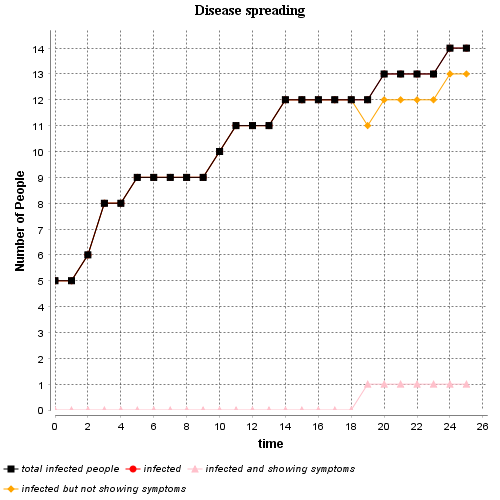 Disease spreading
14
13
12
11
10
9
8
7
6
5
4
3
2
1
0
Number of People
0 2 4 6 8 10 12 14 16 18 20 22 24 26
time
total infected people infected infected and showing symptoms
infected but not showing symptoms